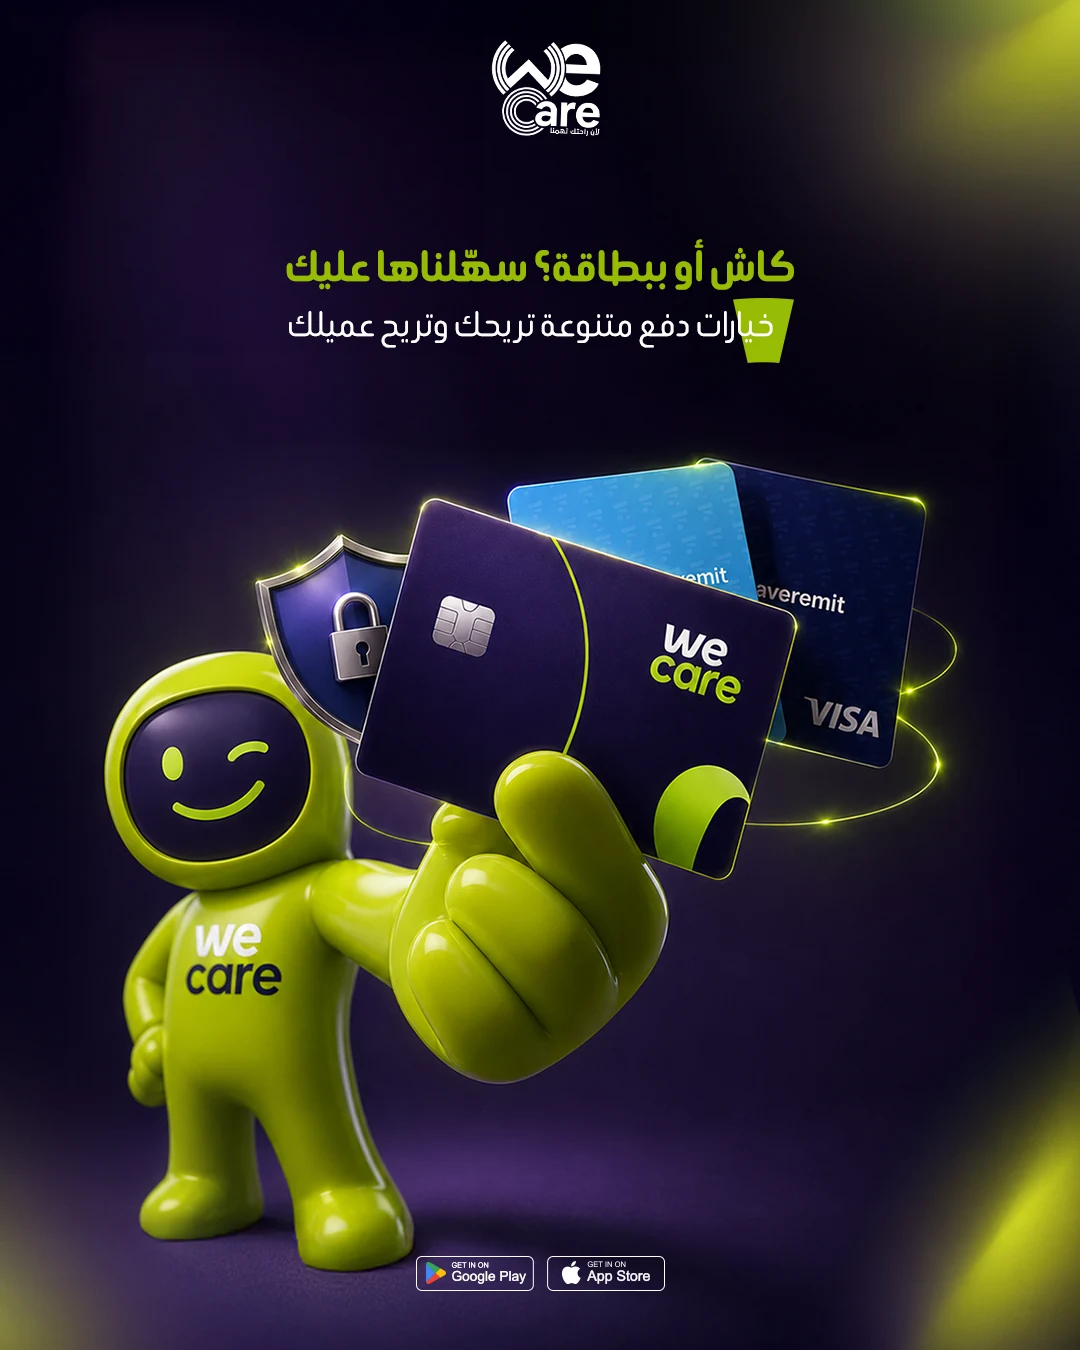 we
care
لأن راحتك تهمنا
كاش أو ببطاقة؟ سهّلناها عليك
خيارات دفع متنوعة تريحك وتريح عميلك
emit
averemit
we
care
VISA
we
care
GET IN ON
Google Play
GET IN ON
App Store